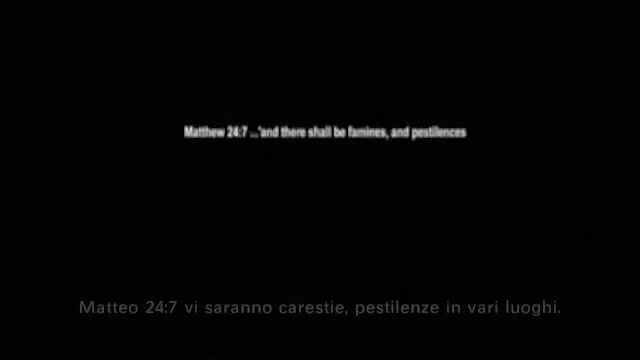 Matthew 24:7 ...'and there shall be famines, and pestilences
Matteo 24:7 vi saranno carestie, pestilenze in vari luoghi.